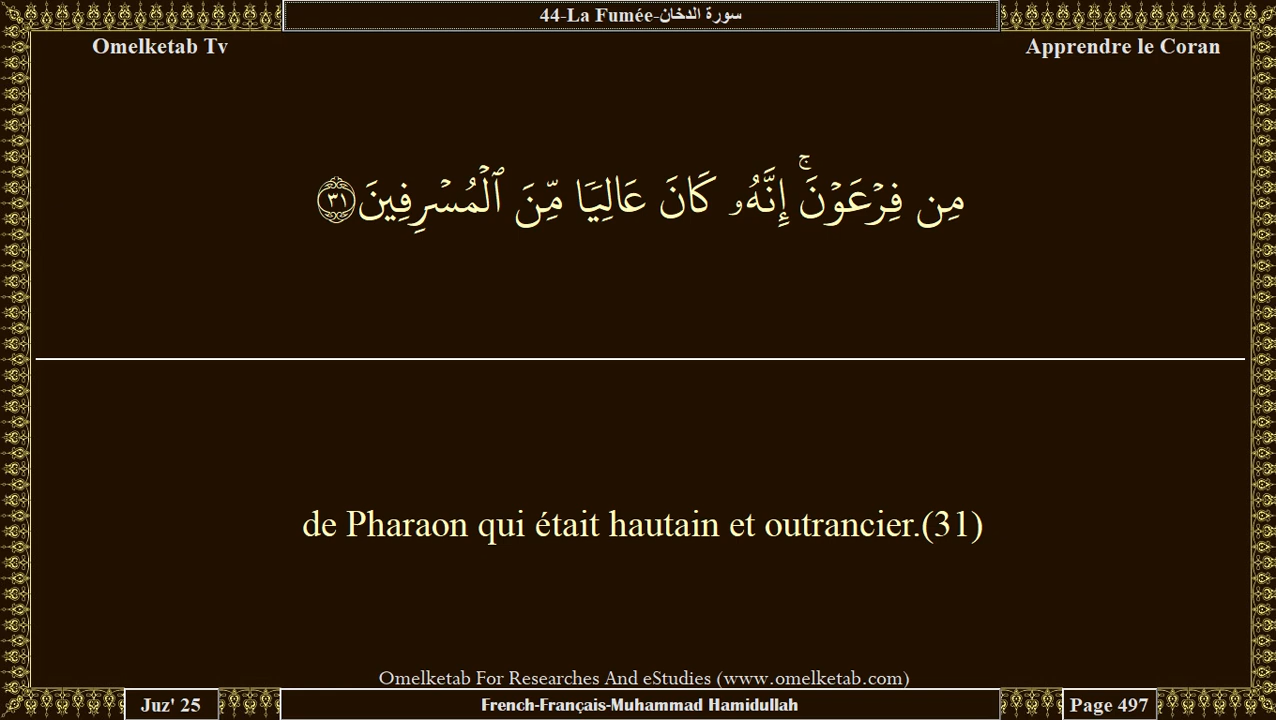 44-La Fumée-سورة الدخان
Omelketab Tv
Apprendre le Coran
مِن فِرْعَوْنَ ۚ إِنَّهُۥ كَانَ عَالِيًا مِّنَ ٱلْمُسْرِفِينَ ٣١
de Pharaon qui était hautain et outrancier.(31)
Omelketab For Researches And eStudies (www.omelketab.com)
Juz' 25
French-Français-Muhammad Hamidullah
Page 497